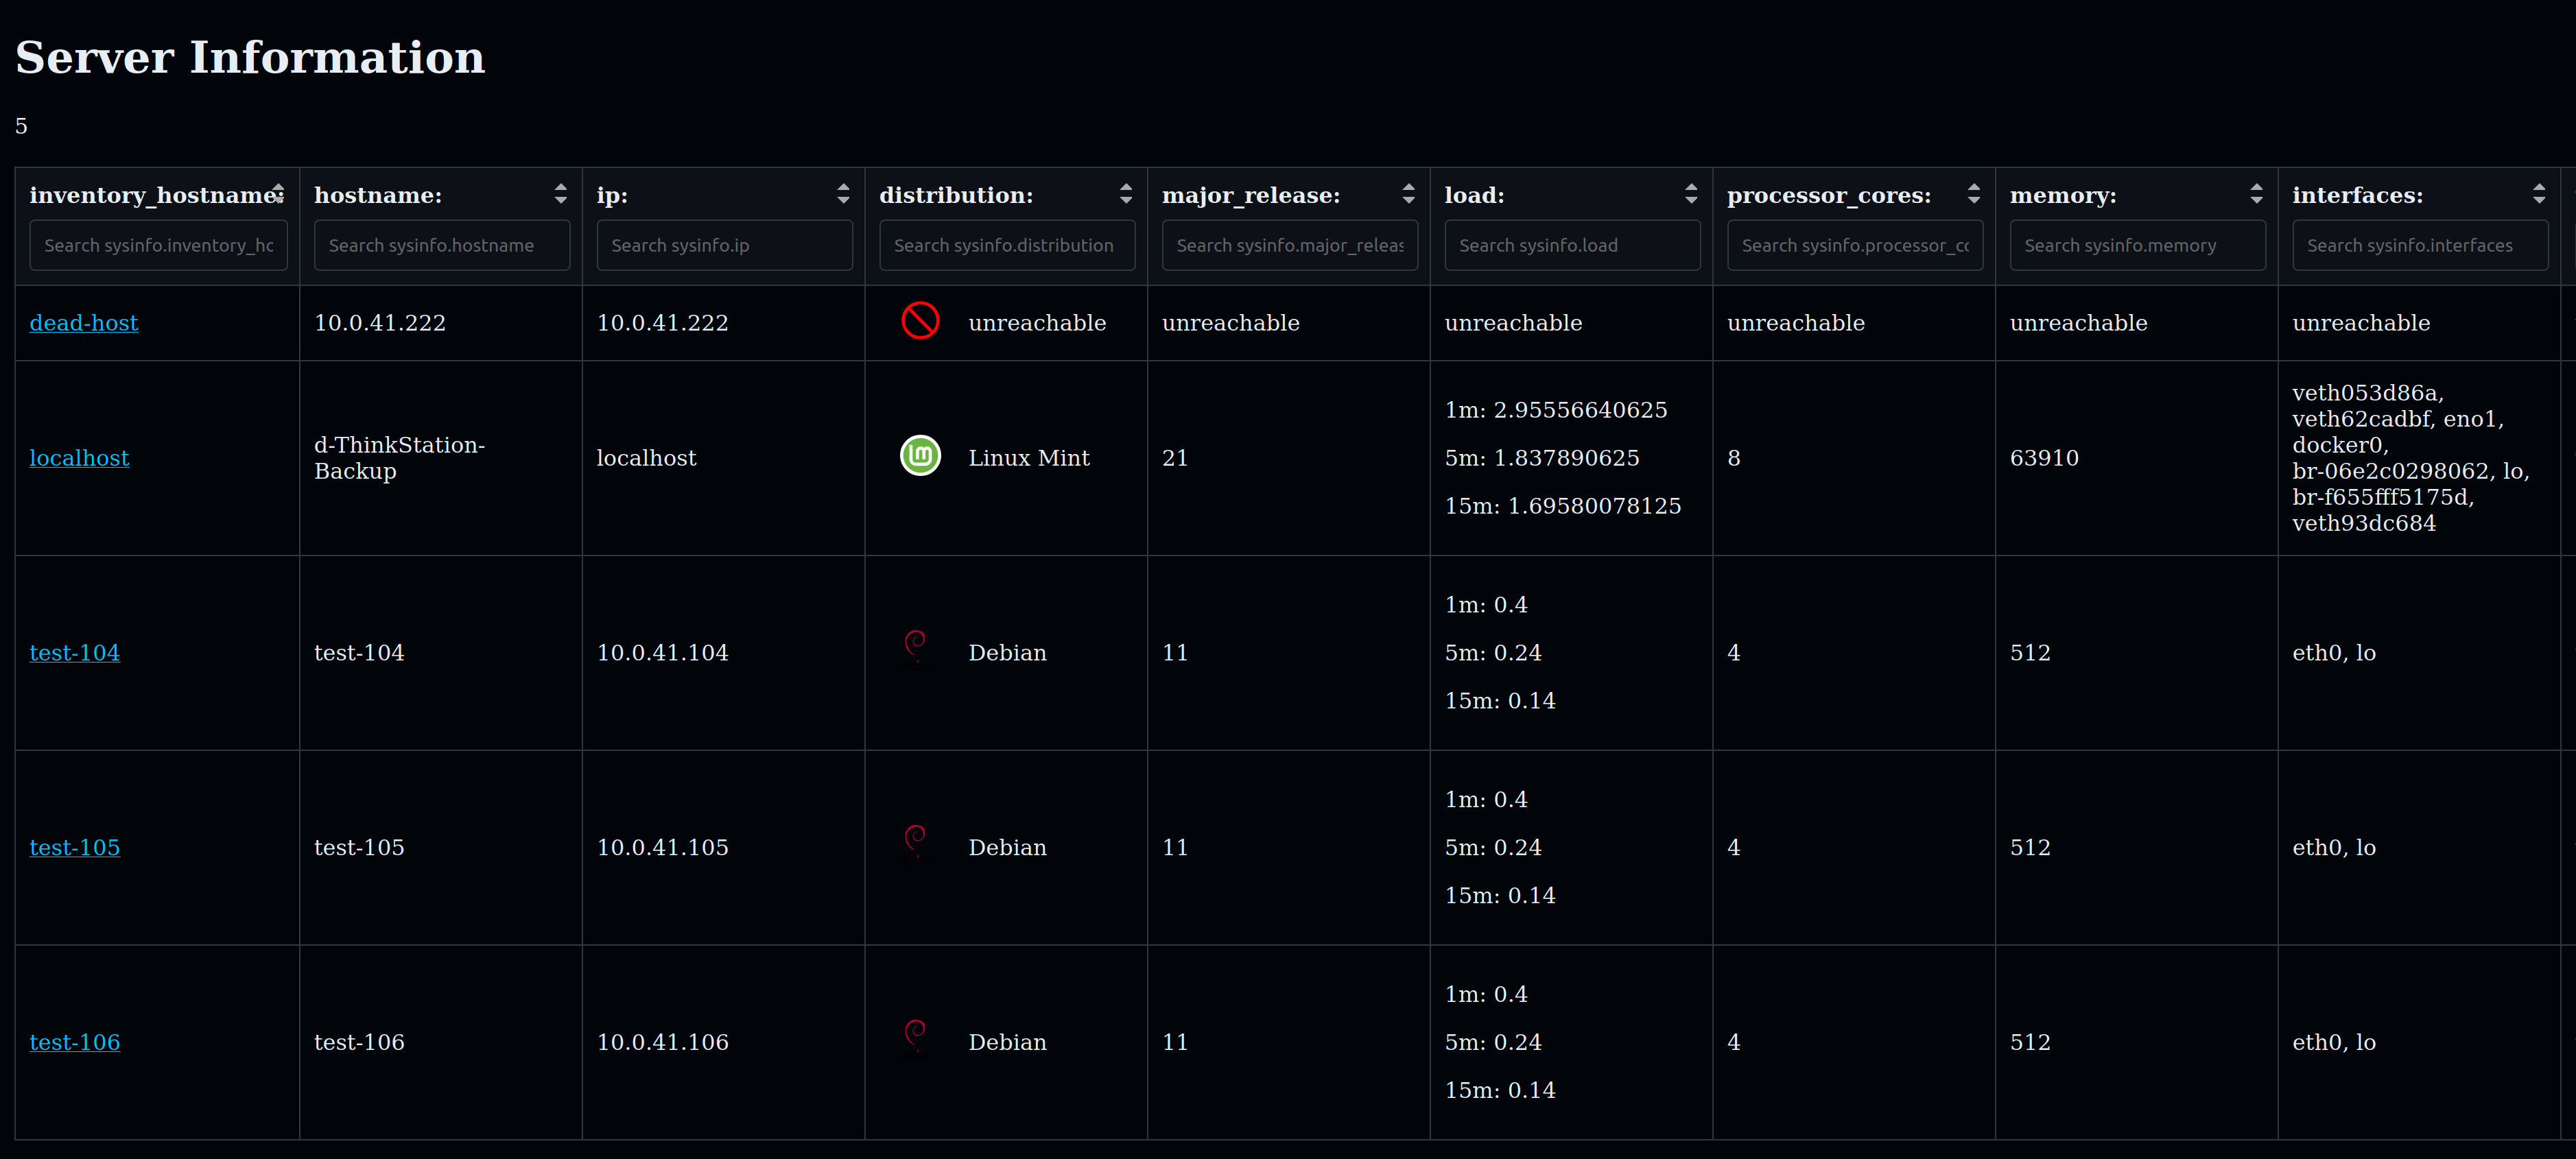 Server Information
5
inventory_hostname: hostname: ip: distribution: major_release: load: processor_cores: memory: interfaces:
Search sysinfo.inventory_hc Search sysinfo.hostname Search sysinfo.ip Search sysinfo.distribution Search sysinfo.major_releas Search sysinfo.load Search sysinfo.processor_cc Search sysinfo.memory Search sysinfo.interfaces
dead-host 10.0.41.222 10.0.41.222 unreachable unreachable unreachable unreachable unreachable unreachable
localhost
d-ThinkStation-
Backup
localhost
Linux Mint
21
1m: 2.95556640625
5m: 1.837890625
15m: 1.69580078125
8
63910
veth053d86a,
veth62cadbf, eno1,
docker0,
br-06e2c0298062, lo,
br-f655fff5175d,
veth93dc684
test-104
test-104
10.0.41.104
Debian
11
1m: 0.4
5m: 0.24
15m: 0.14
4
512
eth0, lo
test-105
test-105
10.0.41.105
Debian
11
1m: 0.4
5m: 0.24
15m: 0.14
4
512
eth0, lo
test-106
test-106
10.0.41.106
Debian
11
1m: 0.4
5m: 0.24
15m: 0.14
4
512
eth0, lo